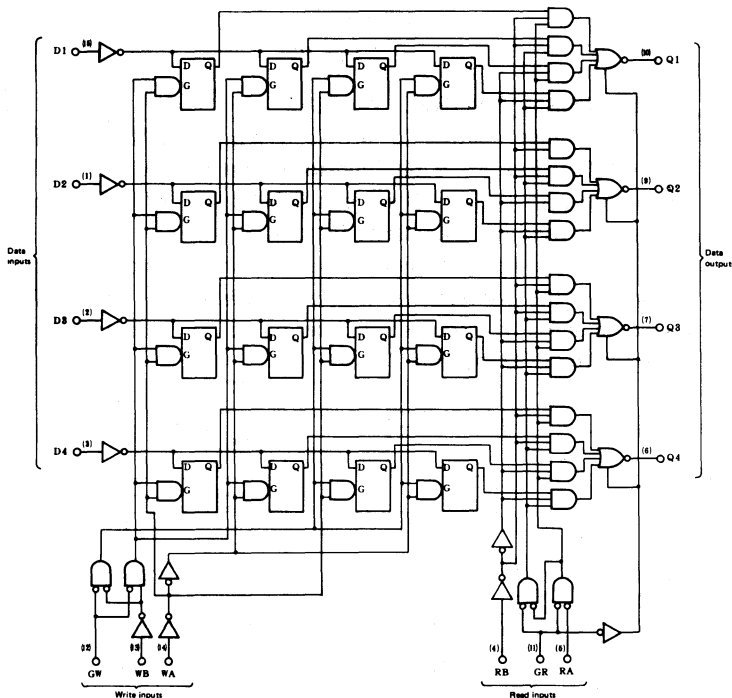 D1 (15) D Q G D Q G D Q G D Q G (10) Q1
D2 (1) D Q G D Q G D Q G D Q G (9) Q2
Data inputs
Data output
D3 (2) D Q G D Q G D Q G D Q G (7) Q3
D4 (3) D Q G D Q G D Q G D Q G (6) Q4
(12) (13) (14) (4) (11) (5)
GW WB WA RB GR RA
Write inputs Read inputs